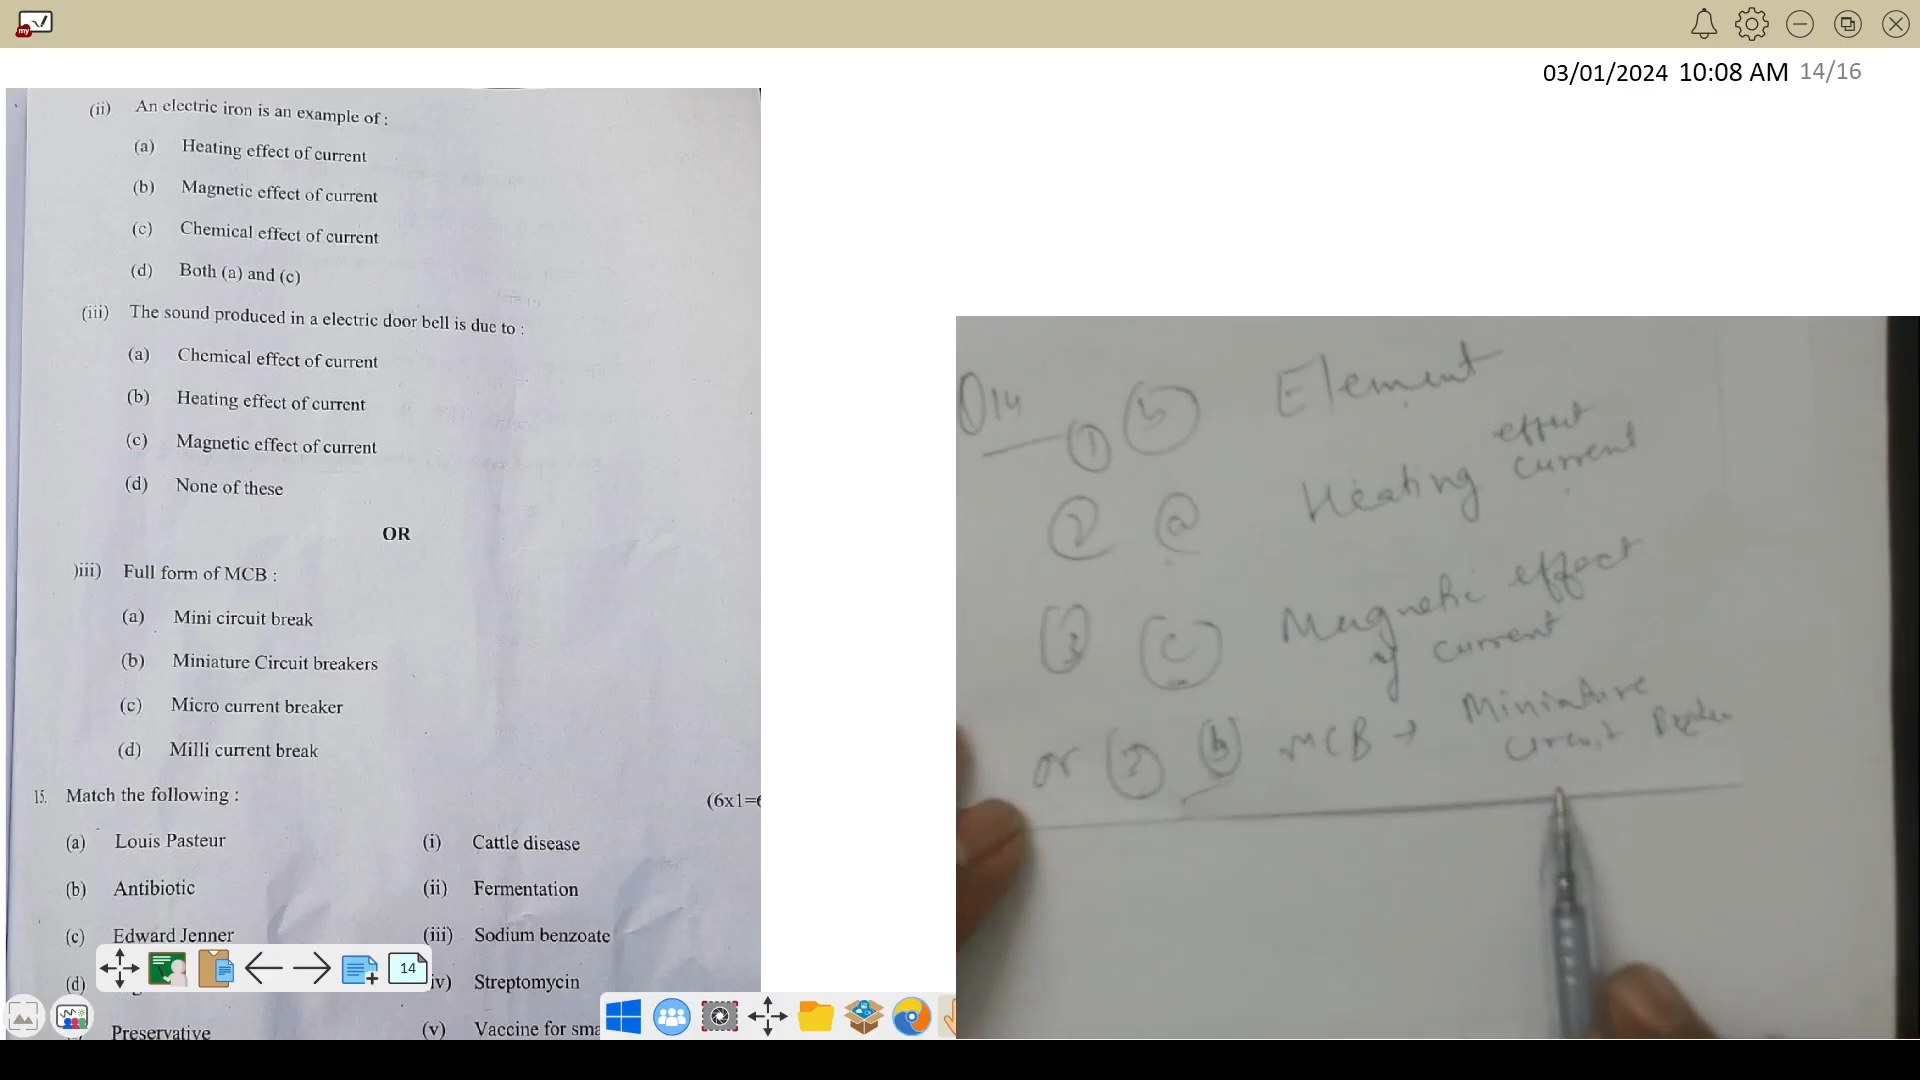 03/01/2024 10:08 AM 14/16
(ii) An electric iron is an example of :
(a) Heating effect of current
(b) Magnetic effect of current
(c) Chemical effect of current
(d) Both (a) and (c)
(iii) The sound produced in a electric door bell is due to :
(a) Chemical effect of current
(b) Heating effect of current
(c) Magnetic effect of current
(d) None of these
OR
)iii) Full form of MCB :
(a) Mini circuit break
(b) Miniature Circuit breakers
(c) Micro current breaker
(d) Milli current break
15. Match the following : (6x1=
(a) Louis Pasteur (i) Cattle disease
(b) Antibiotic (ii) Fermentation
(c) Edward Jenner (iii) Sodium benzoate
(d) iv) Streptomycin
Preservative (v) Vaccine for sma
14
my
Q14 1 b Element
2 a Heating effect
current
3 C Magnetic effect
of current
or 3 b MCB → Miniature
Circuit